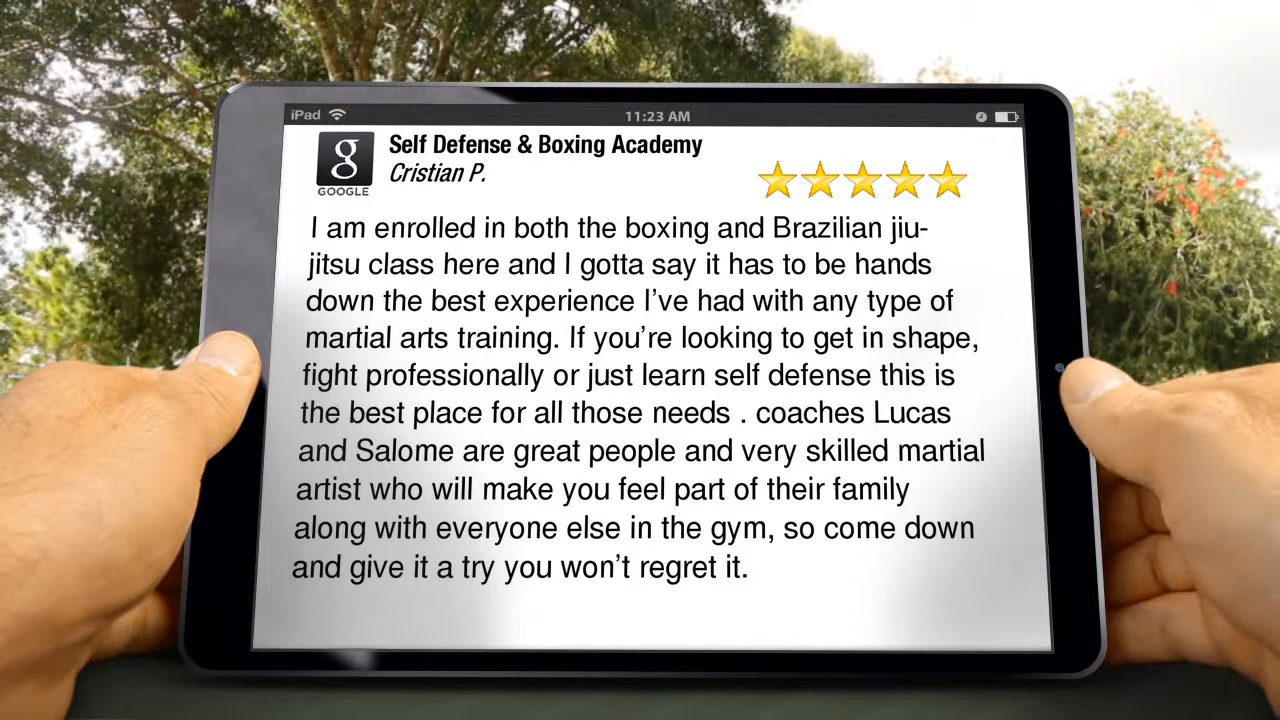 iPad 11:23 AM
g
GOOGLE
Self Defense & Boxing Academy
Cristian P.
I am enrolled in both the boxing and Brazilian jiu-
jitsu class here and I gotta say it has to be hands
down the best experience I’ve had with any type of
martial arts training. If you’re looking to get in shape,
fight professionally or just learn self defense this is
the best place for all those needs . coaches Lucas
and Salome are great people and very skilled martial
artist who will make you feel part of their family
along with everyone else in the gym, so come down
and give it a try you won’t regret it.